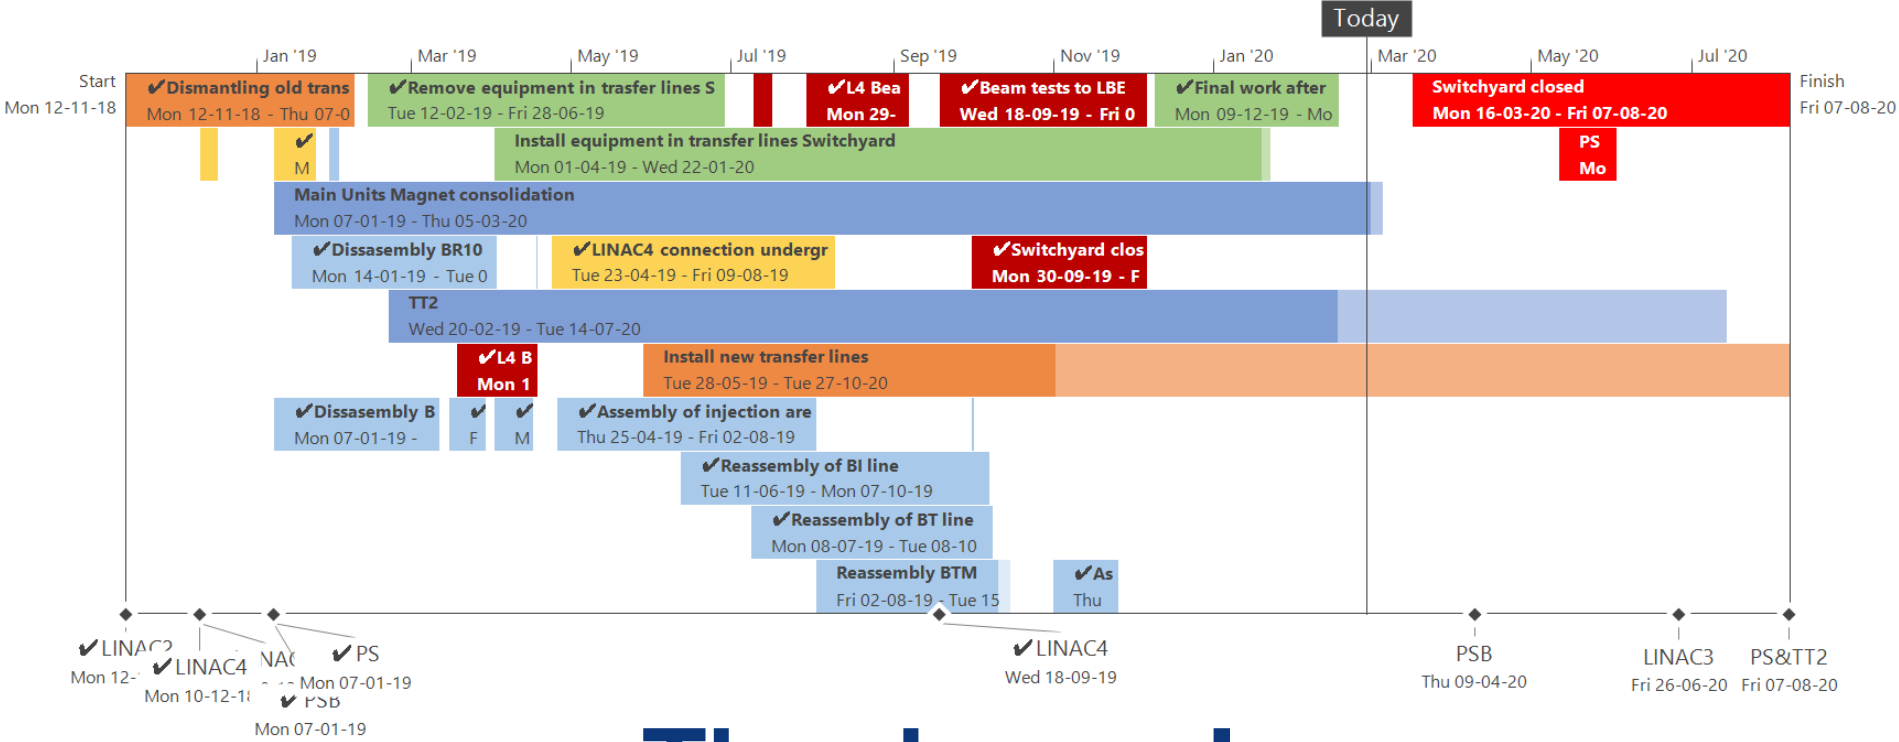 Today
Jan '19
Mar '19
May '19
Jul '19
Sep '19
Nov '19
Jan '20
Mar '20
May '20
Jul '20
Start
Mon 12-11-18
✔Dismantling old trans
Mon 12-11-18 - Thu 07-0
✔Remove equipment in trasfer lines S
Tue 12-02-19 - Fri 28-06-19
✔L4 Bea
Mon 29-
✔Beam tests to LBE
Wed 18-09-19 - Fri 0
✔Final work after
Mon 09-12-19 - Mo
Switchyard closed
Mon 16-03-20 - Fri 07-08-20
Finish
Fri 07-08-20
✔
M
Install equipment in transfer lines Switchyard
Mon 01-04-19 - Wed 22-01-20
PS
Mo
Main Units Magnet consolidation
Mon 07-01-19 - Thu 05-03-20
✔Dissasembly BR10
Mon 14-01-19 - Tue 0
✔LINAC4 connection undergr
Tue 23-04-19 - Fri 09-08-19
✔Switchyard clos
Mon 30-09-19 - F
TT2
Wed 20-02-19 - Tue 14-07-20
✔L4 B
Mon 1
Install new transfer lines
Tue 28-05-19 - Tue 27-10-20
✔Dissasembly B
Mon 07-01-19 -
✔
F
✔
M
✔Assembly of injection are
Thu 25-04-19 - Fri 02-08-19
✔Reassembly of BI line
Tue 11-06-19 - Mon 07-10-19
✔Reassembly of BT line
Mon 08-07-19 - Tue 08-10
Reassembly BTM
Fri 02-08-19 - Tue 15
✔As
Thu
✔LINAC2
Mon 12-
✔LINAC4
Mon 10-12-18
✔PS
Mon 07-01-19
✔PSB
Mon 07-01-19
✔LINAC4
Wed 18-09-19
PSB
Thu 09-04-20
LINAC3
Fri 26-06-20
PS&TT2
Fri 07-08-20